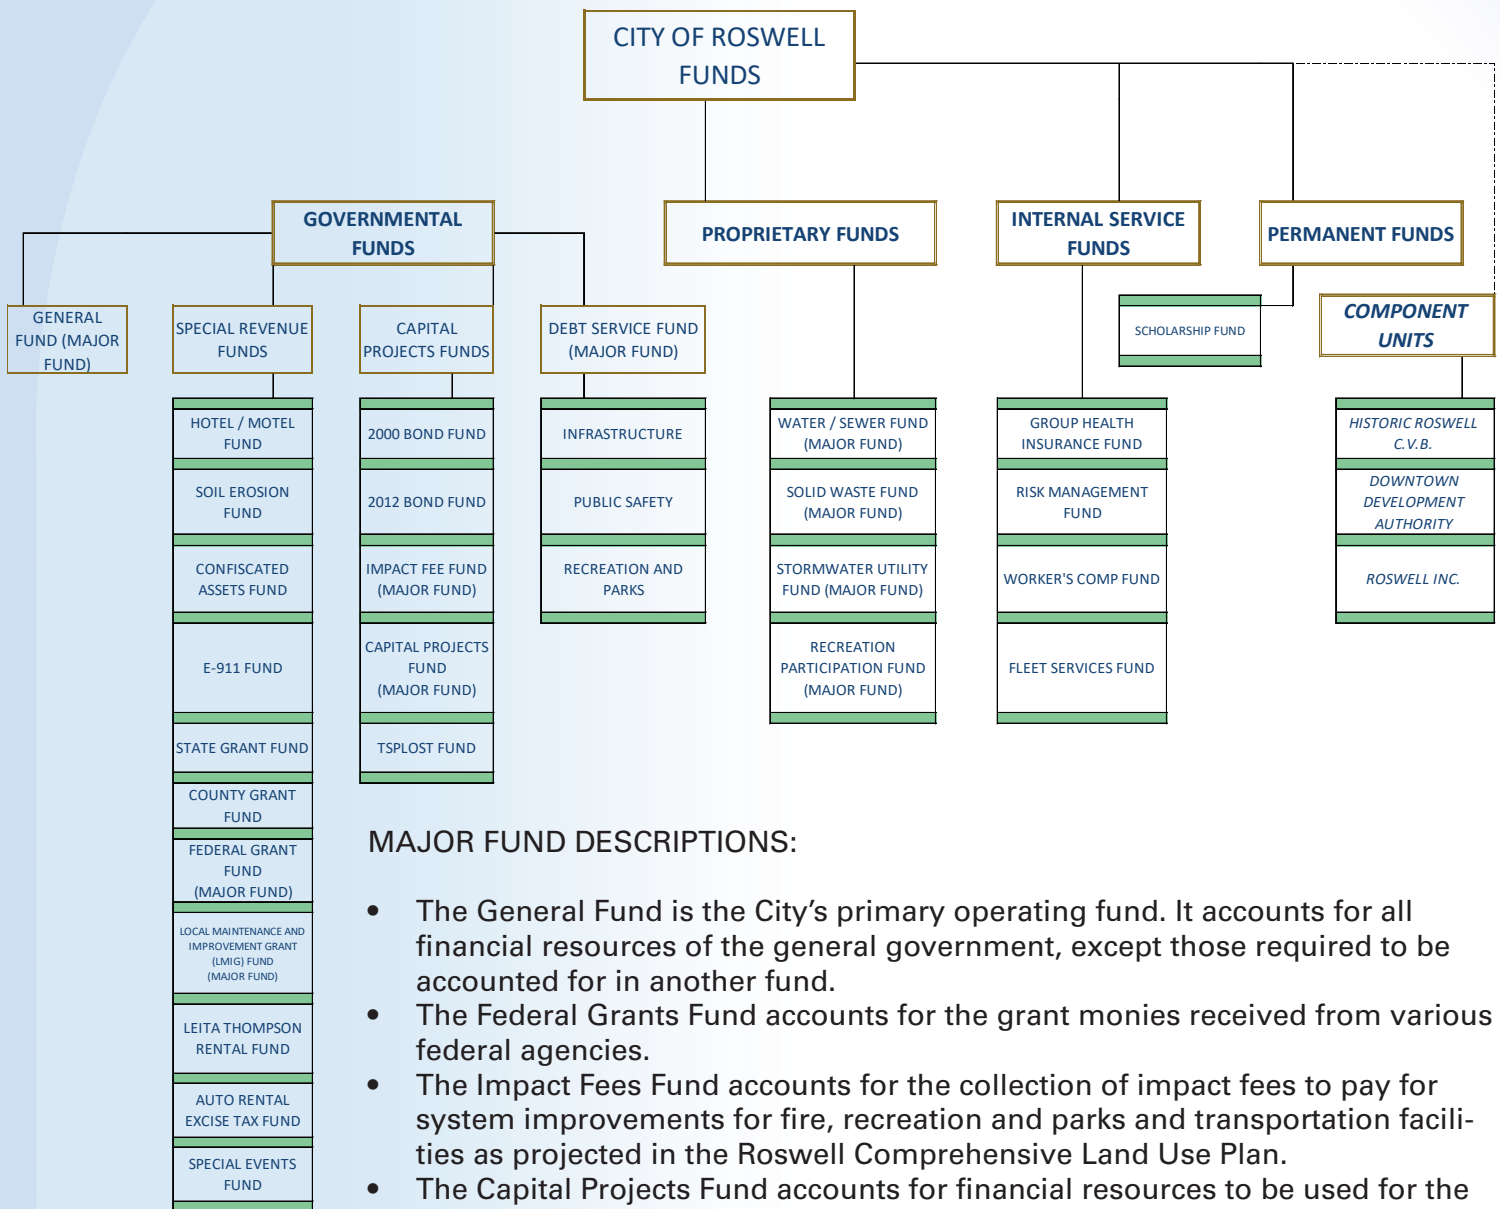 CITY OF ROSWELL
FUNDS
GOVERNMENTAL
FUNDS
PROPRIETARY FUNDS
INTERNAL SERVICE
FUNDS
PERMANENT FUNDS
GENERAL
FUND (MAJOR
FUND)
SPECIAL REVENUE
FUNDS
CAPITAL
PROJECTS FUNDS
DEBT SERVICE FUND
(MAJOR FUND)
SCHOLARSHIP FUND
COMPONENT
UNITS
HOTEL / MOTEL
FUND
SOIL EROSION
FUND
CONFISCATED
ASSETS FUND
E-911 FUND
STATE GRANT FUND
COUNTY GRANT
FUND
FEDERAL GRANT
FUND
(MAJOR FUND)
LOCAL MAINTENANCE AND
IMPROVEMENT GRANT
(LMIG) FUND
(MAJOR FUND)
LEITA THOMPSON
RENTAL FUND
AUTO RENTAL
EXCISE TAX FUND
SPECIAL EVENTS
FUND
2000 BOND FUND
2012 BOND FUND
IMPACT FEE FUND
(MAJOR FUND)
CAPITAL PROJECTS
FUND
(MAJOR FUND)
TSPLOST FUND
INFRASTRUCTURE
PUBLIC SAFETY
RECREATION AND
PARKS
WATER / SEWER FUND
(MAJOR FUND)
SOLID WASTE FUND
(MAJOR FUND)
STORMWATER UTILITY
FUND (MAJOR FUND)
RECREATION
PARTICIPATION FUND
(MAJOR FUND)
GROUP HEALTH
INSURANCE FUND
RISK MANAGEMENT
FUND
WORKER'S COMP FUND
FLEET SERVICES FUND
HISTORIC ROSWELL
C.V.B.
DOWNTOWN
DEVELOPMENT
AUTHORITY
ROSWELL INC.
MAJOR FUND DESCRIPTIONS:
• The General Fund is the City’s primary operating fund. It accounts for all
financial resources of the general government, except those required to be
accounted for in another fund.
• The Federal Grants Fund accounts for the grant monies received from various
federal agencies.
• The Impact Fees Fund accounts for the collection of impact fees to pay for
system improvements for fire, recreation and parks and transportation facili-
ties as projected in the Roswell Comprehensive Land Use Plan.
• The Capital Projects Fund accounts for financial resources to be used for the